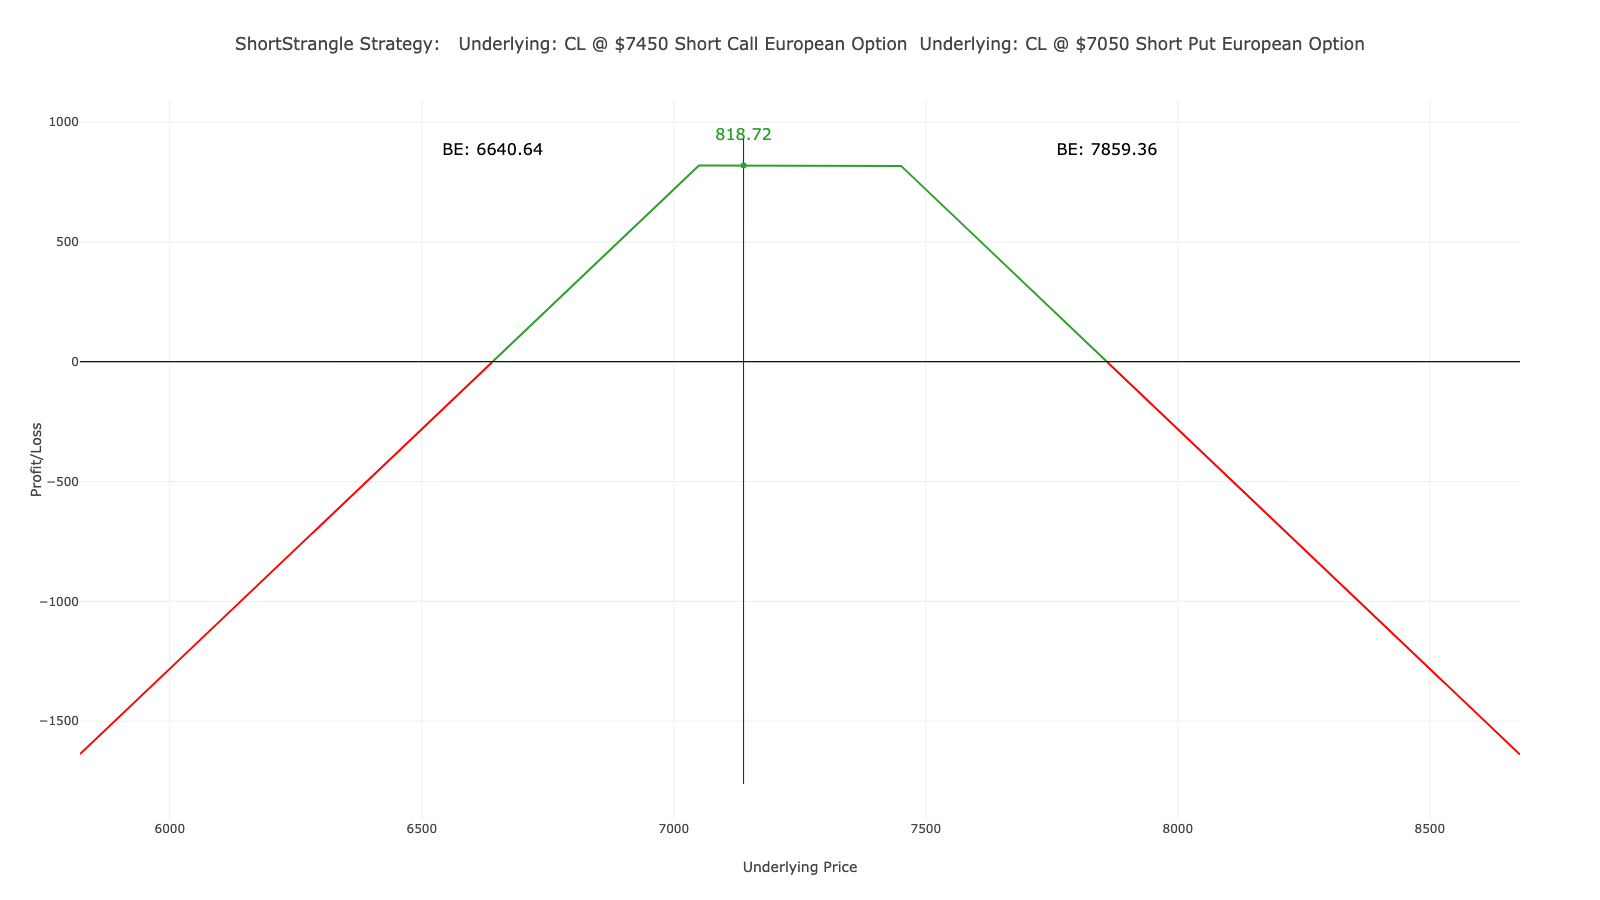 ShortStrangle Strategy:   Underlying: CL @ $7450 Short Call European Option  Underlying: CL @ $7050 Short Put European Option
1000
818.72
BE: 6640.64
BE: 7859.36
500
0
Profit/Loss
−500
−1000
−1500
6000
6500
7000
7500
8000
8500
Underlying Price